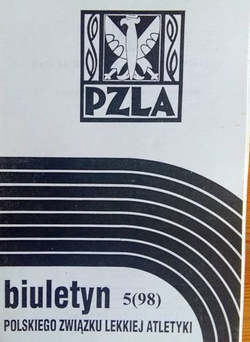 PZLA
biuletyn 5(98)
POLSKIEGO ZWIĄZKU LEKKIEJ ATLETYKI